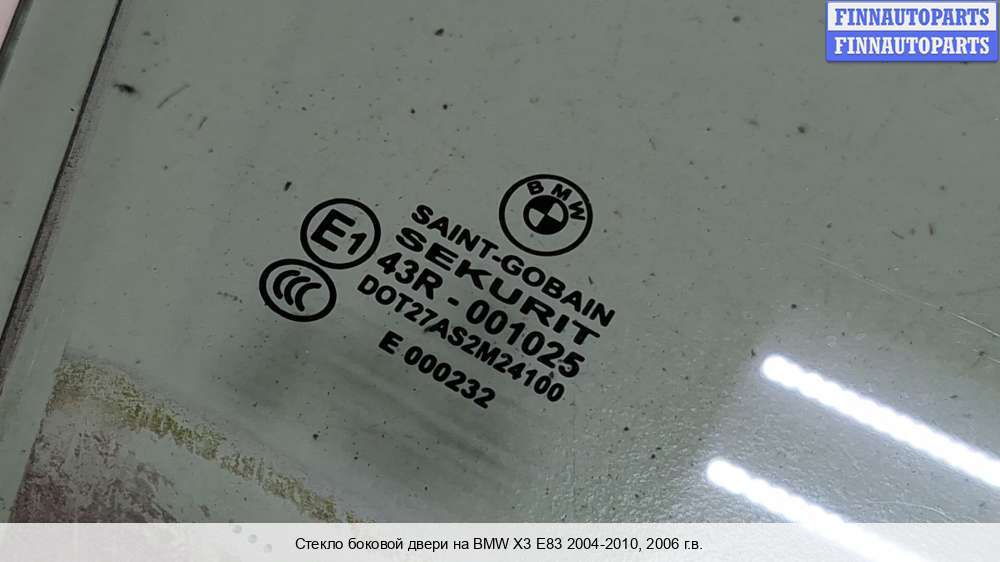 FINNAUTOPARTS
FINNAUTOPARTS
BMW
E1
CCC
SAINT-GOBAIN
SEKURIT
43R - 001025
DOT27AS2M24100
E 000232
Стекло боковой двери на BMW X3 E83 2004-2010, 2006 г.в.